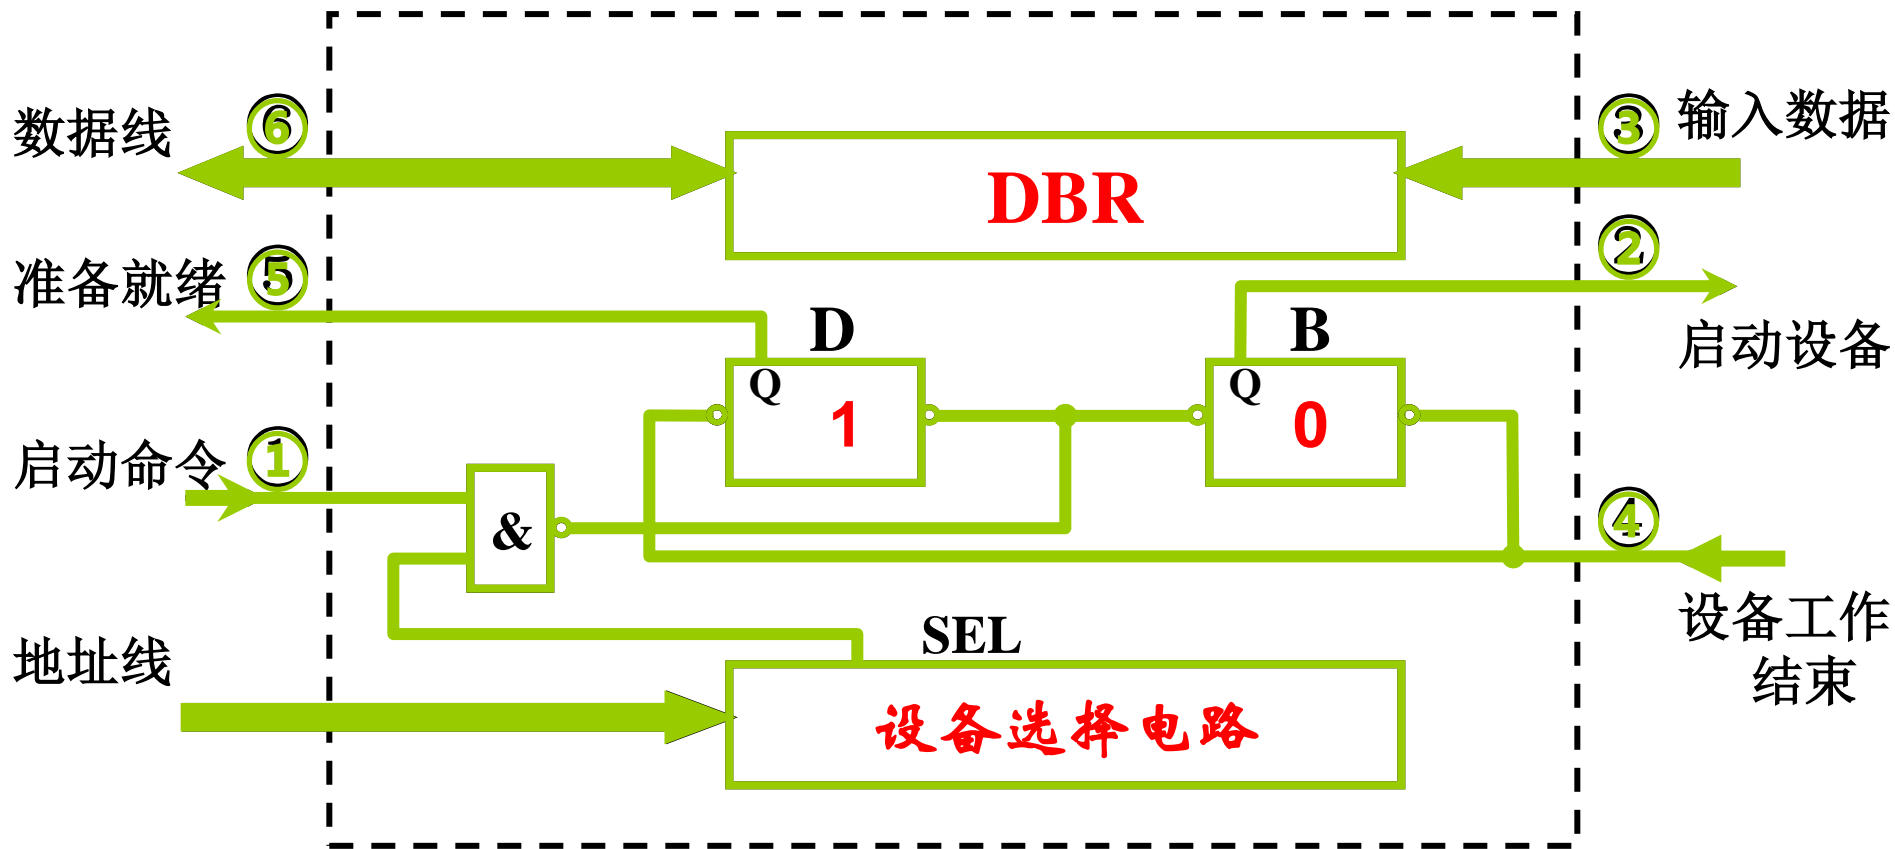 数据线
⑥
③
输入数据
DBR
②
准备就绪
⑤
启动设备
D
B
Q
1
Q
0
启动命令
①
&
④
设备工作
结束
SEL
地址线
设备选择电路